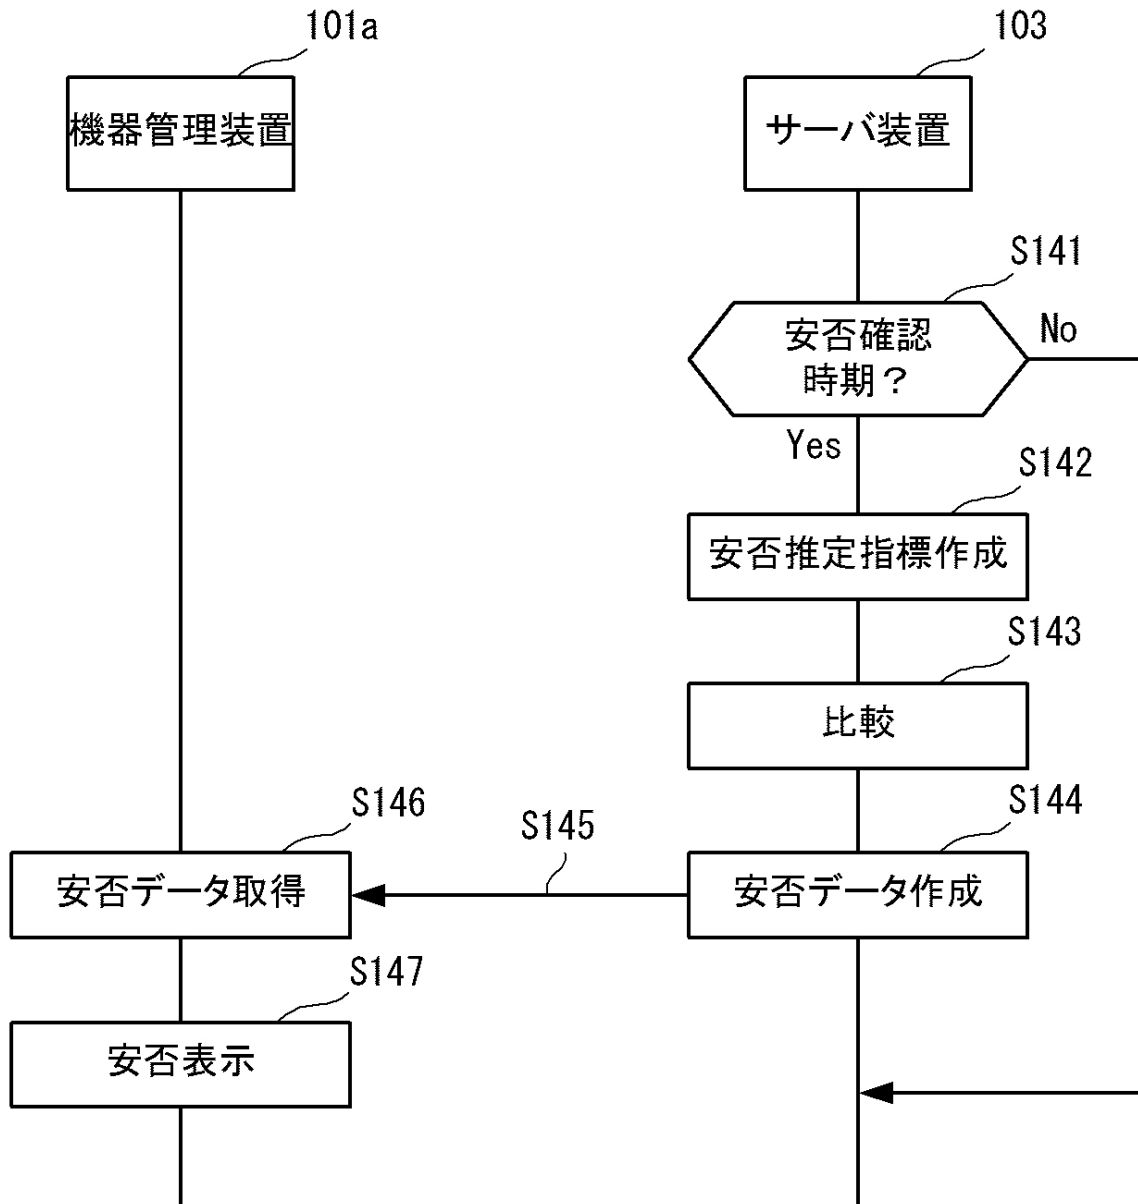 101a
103
機器管理装置
サーバ装置
S141
安否確認
時期?
No
Yes
S142
安否推定指標作成
S143
比較
S144
安否データ作成
S145
S146
安否データ取得
S147
安否表示